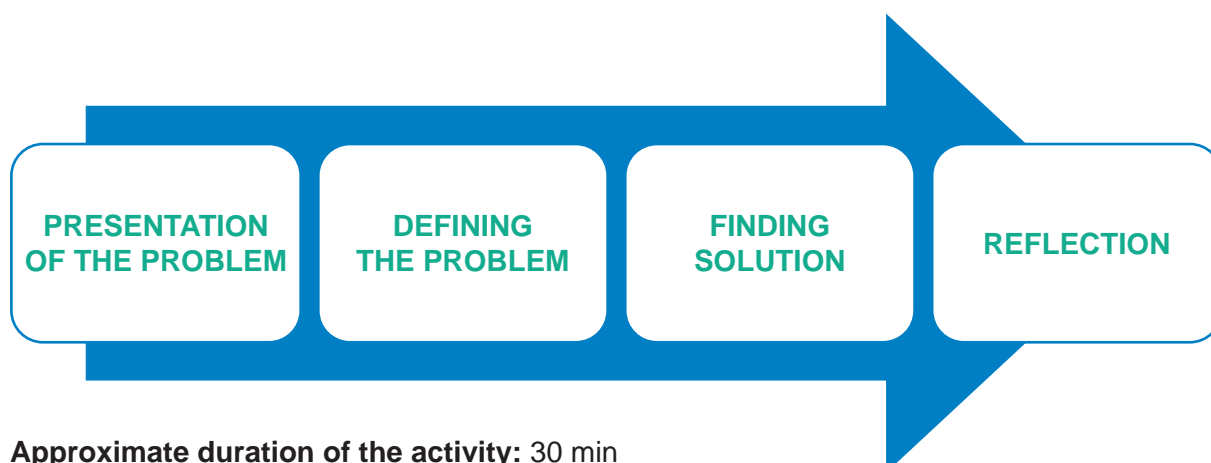 PRESENTATION
OF THE PROBLEM
DEFINING
THE PROBLEM
FINDING
SOLUTION
REFLECTION
Approximate duration of the activity: 30 min